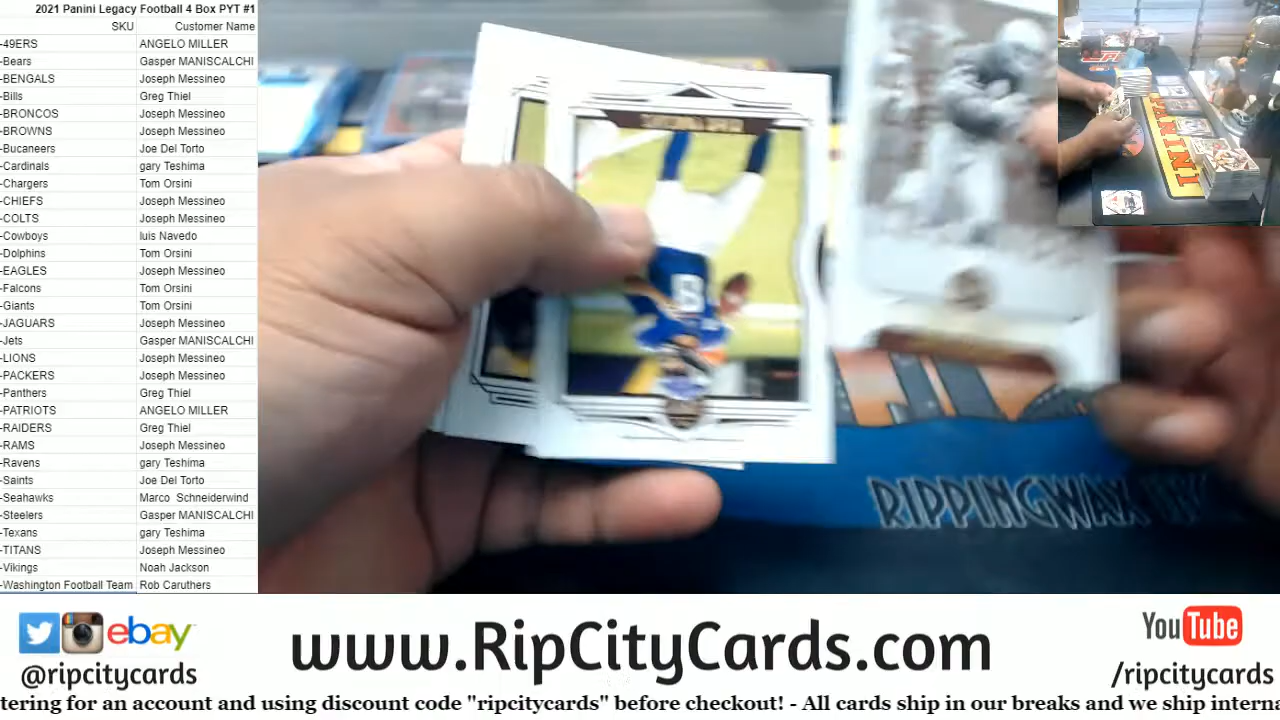 2021 Panini Legacy Football 4 Box PYT #1
SKU Customer Name
-49ERS ANGELO MILLER
-Bears Gasper MANISCALCHI
-BENGALS Joseph Messineo
-Bills Greg Thiel
-BRONCOS Joseph Messineo
-BROWNS Joseph Messineo
-Bucaneers Joe Del Torto
-Cardinals gary Teshima
-Chargers Tom Orsini
-CHIEFS Joseph Messineo
-COLTS Joseph Messineo
-Cowboys luis Navedo
-Dolphins Tom Orsini
-EAGLES Joseph Messineo
-Falcons Tom Orsini
-Giants Tom Orsini
-JAGUARS Joseph Messineo
-Jets Gasper MANISCALCHI
-LIONS Joseph Messineo
-PACKERS Joseph Messineo
-Panthers Greg Thiel
-PATRIOTS ANGELO MILLER
-RAIDERS Greg Thiel
-RAMS Joseph Messineo
-Ravens gary Teshima
-Saints Joe Del Torto
-Seahawks Marco Schneiderwind
-Steelers Gasper MANISCALCHI
-Texans gary Teshima
-TITANS Joseph Messineo
-Vikings Noah Jackson
-Washington Football Team Rob Caruthers
8
PANINI
RIPPINGWAX
ebay
@ripcitycards
www.RipCityCards.com
YouTube
/ripcitycards
tering for an account and using discount code "ripcitycards" before checkout! - All cards ship in our breaks and we ship interna